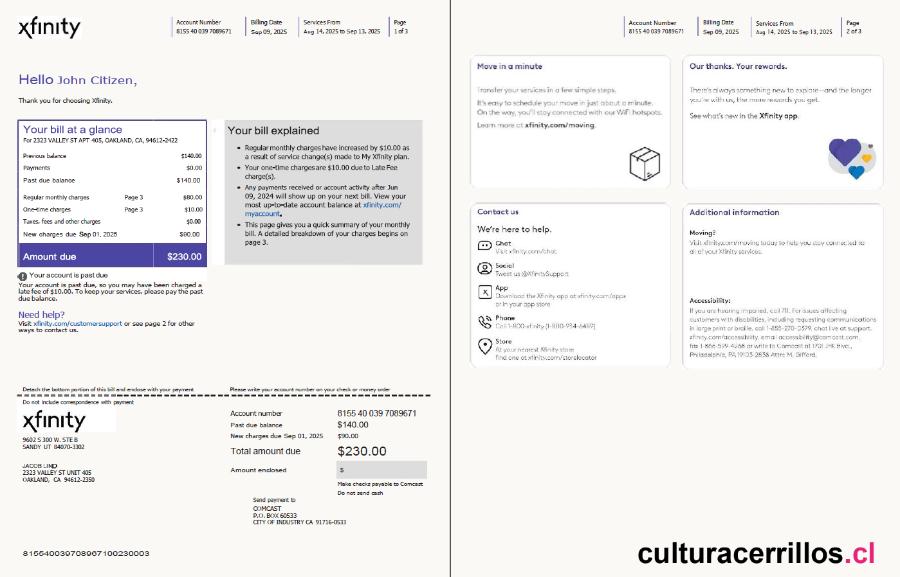 xfinity
Account Number
8155 40 039 7089671
Billing Date
Sep 09, 2025
Services From
Aug 14, 2025 to Sep 13, 2025
Page
1 of 3
Hello John Citizen,
Thank you for choosing Xfinity.
Your bill at a glance
For 2323 VALLEY ST APT 405, OAKLAND, CA, 94612-2422
Previous balance $140.00
Payments $0.00
Past due balance $140.00
Regular monthly charges Page 3 $80.00
One-time charges Page 3 $10.00
Taxes, fees and other charges $0.00
New charges due Sep 01, 2025 $90.00
Amount due $230.00
Your account is past due
Your account is past due, so you may have been charged a
late fee of $10.00. To keep your services, please pay the past
due balance.
Need help?
Visit xfinity.com/customersupport or see page 2 for other
ways to contact us.
Your bill explained
• Regular monthly charges have increased by $10.00 as
a result of service change(s) made to My Xfinity plan.
• Your one-time charges are $10.00 due to Late Fee
charge(s).
• Any payments received or account activity after Jun
09, 2024 will show up on your next bill. View your
most up-to-date account balance at xfinity.com/
myaccount.
• This page gives you a quick summary of your monthly
bill. A detailed breakdown of your charges begins on
page 3.
Detach the bottom portion of this bill and enclose with your payment
Please write your account number on your check or money order
Do not include correspondence with payment
xfinity
9602 S 300 W. STE B
SANDY UT 84070-3302
JACOB LIND
2323 VALLEY ST UNIT 405
OAKLAND, CA 94612-2350
Account number 8155 40 039 7089671
Past due balance $140.00
New charges due Sep 01, 2025 $90.00
Total amount due $230.00
Amount enclosed $
Make checks payable to Comcast
Do not send cash
Send payment to
COMCAST
P.O. BOX 60533
CITY OF INDUSTRY CA 91716-0533
815540039708967100230003
Account Number
8155 40 039 7089671
Billing Date
Sep 09, 2025
Services From
Aug 14, 2025 to Sep 13, 2025
Page
2 of 3
Move in a minute
Transfer your services in a few simple steps.
It's easy to schedule your move in just about a minute.
On the way, you'll stay connected with our WiFi hotspots.
Learn more at xfinity.com/moving.
Our thanks. Your rewards.
There's always something new to explore—and the longer
you're with us, the more rewards you get.
See what's new in the Xfinity app.
Contact us
We're here to help.
Chat
Visit xfinity.com/chat
Social
Tweet us @XfinitySupport
App
Download the Xfinity app at xfinity.com/apps
or in your app store
Phone
Call 1-800-xfinity (1-800-934-6489)
Store
At your nearest Xfinity store
find one at xfinity.com/storelocator
Additional information
Moving?
Visit xfinity.com/moving today to help you stay connected to
all of your Xfinity services.
Accessibility:
If you are hearing impaired, call 711. For issues affecting
customers with disabilities, including requesting communications
in large print or braille, call 1-855-270-0379, chat live at support.
xfinity.com/accessibility, email accessibility@comcast.com,
fax 1-866-599-4268 or write to Comcast at 1701 JFK Blvd.,
Philadelphia, PA 19103-2838 Attn: M. Gifford.
culturacerrillos.cl